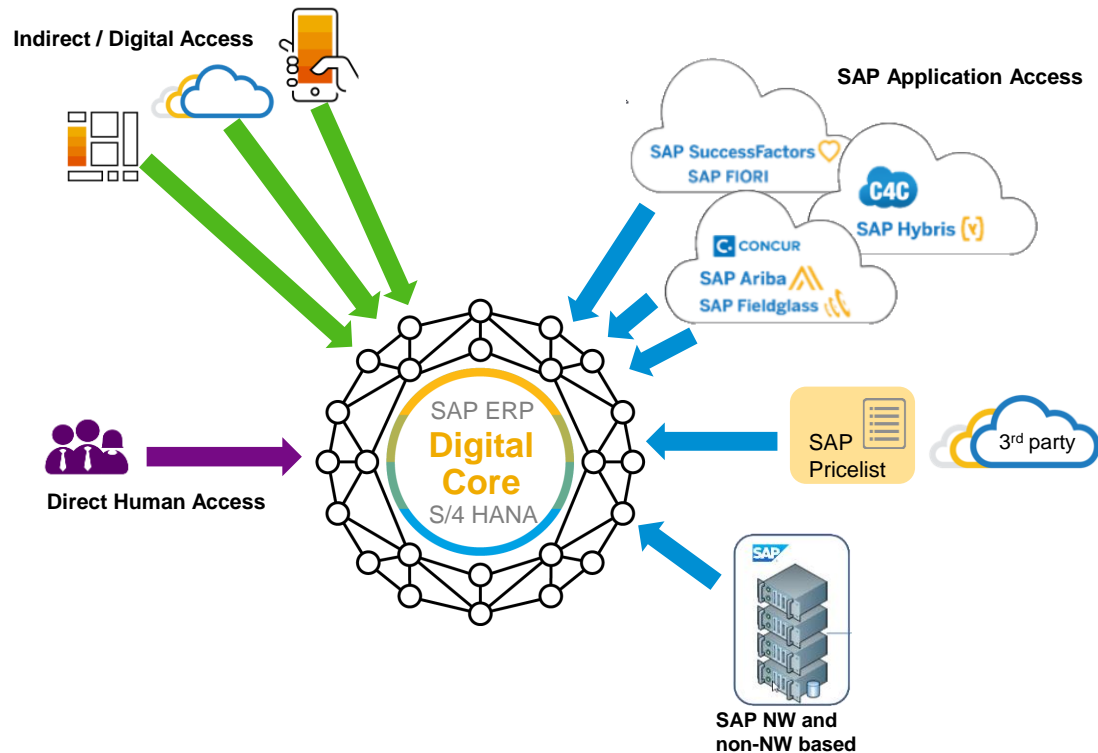 Indirect / Digital Access
SAP Application Access
SAP SuccessFactors
SAP FIORI
C4C
SAP Hybris
C.
CONCUR
SAP Ariba
SAP Fieldglass
SAP ERP
Digital
Core
S/4 HANA
Direct Human Access
SAP
Pricelist
3rd party
SAP
SAP NW and
non-NW based